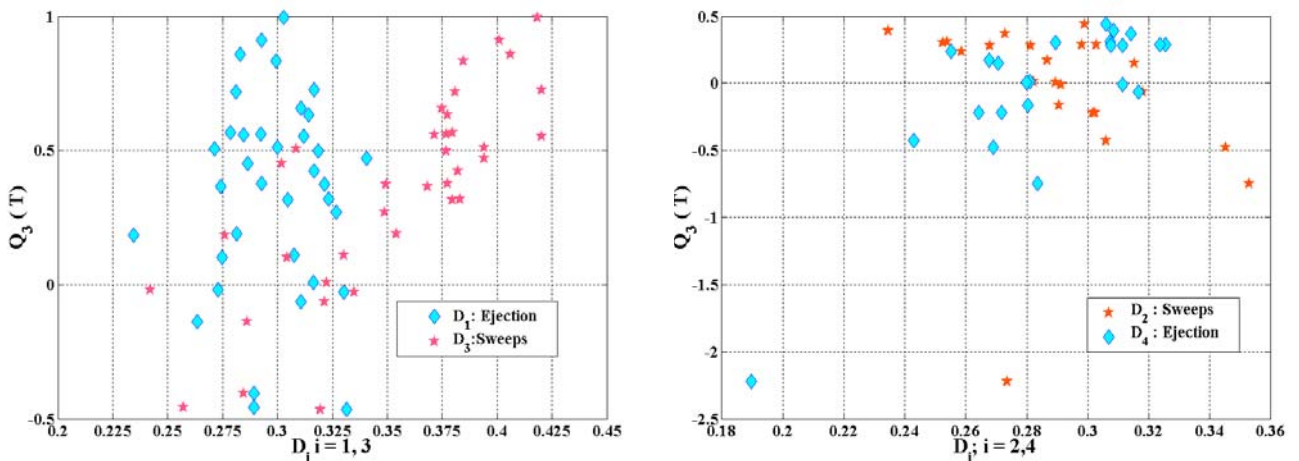 1
0.5
0
-0.5
Q3 ( T)
0.2 0.225 0.25 0.275 0.3 0.325 0.35 0.375 0.4 0.425 0.45
Di i = 1, 3
D1: Ejection
D3:Sweeps
0.5
0
-0.5
-1
-1.5
-2
-2.5
Q3 ( T)
0.18 0.2 0.22 0.24 0.26 0.28 0.3 0.32 0.34 0.36
Di; i = 2,4
D2 : Sweeps
D4 : Ejection